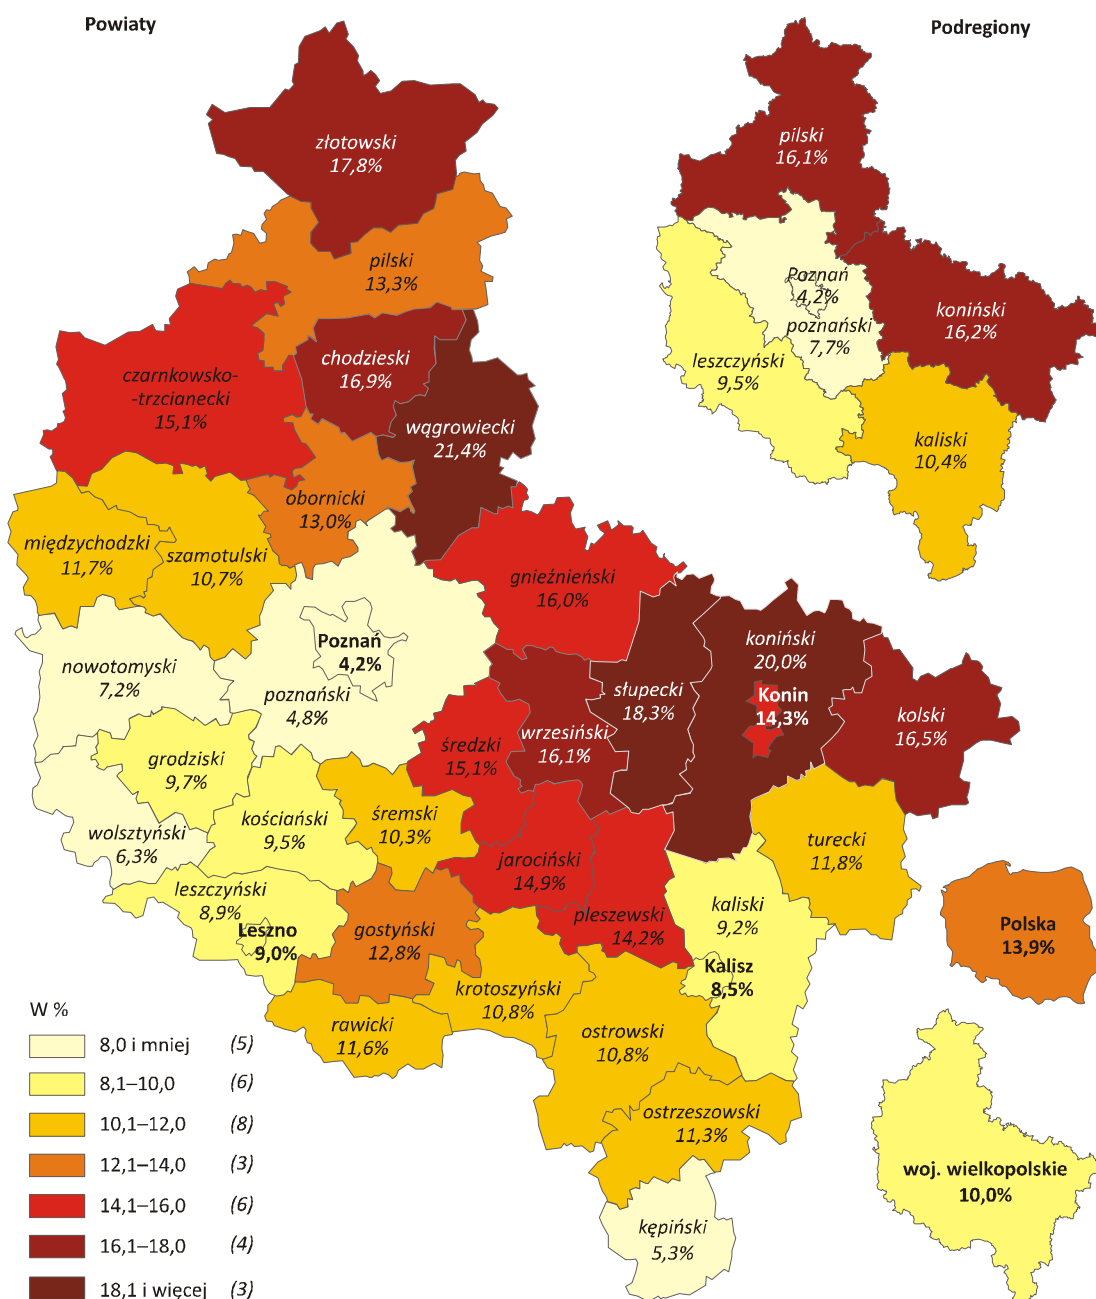 Powiaty
złotowski
17,8%
pilski
13,3%
chodzieski
16,9%
czarnkowsko-
-trzcianecki
15,1%
wągrowiecki
21,4%
obornicki
13,0%
międzychodzki
11,7%
szamotulski
10,7%
gnieźnieński
16,0%
Poznań
4,2%
poznański
4,8%
nowotomyski
7,2%
koniński
20,0%
Konin
14,3%
słupecki
18,3%
kolski
16,5%
wrzesiński
16,1%
średzki
15,1%
grodziski
9,7%
wolsztyński
6,3%
kościański
9,5%
śremski
10,3%
jarociński
14,9%
turecki
11,8%
leszczyński
8,9%
Leszno
9,0%
gostyński
12,8%
pleszewski
14,2%
kaliski
9,2%
Kalisz
8,5%
krotoszyński
10,8%
rawicki
11,6%
ostrowski
10,8%
ostrzeszowski
11,3%
kępiński
5,3%
Podregiony
pilski
16,1%
Poznań
4,2%
poznański
7,7%
koniński
16,2%
leszczyński
9,5%
kaliski
10,4%
Polska
13,9%
woj. wielkopolskie
10,0%
W %
8,0 i mniej (5)
8,1–10,0 (6)
10,1–12,0 (8)
12,1–14,0 (3)
14,1–16,0 (6)
16,1–18,0 (4)
18,1 i więcej (3)